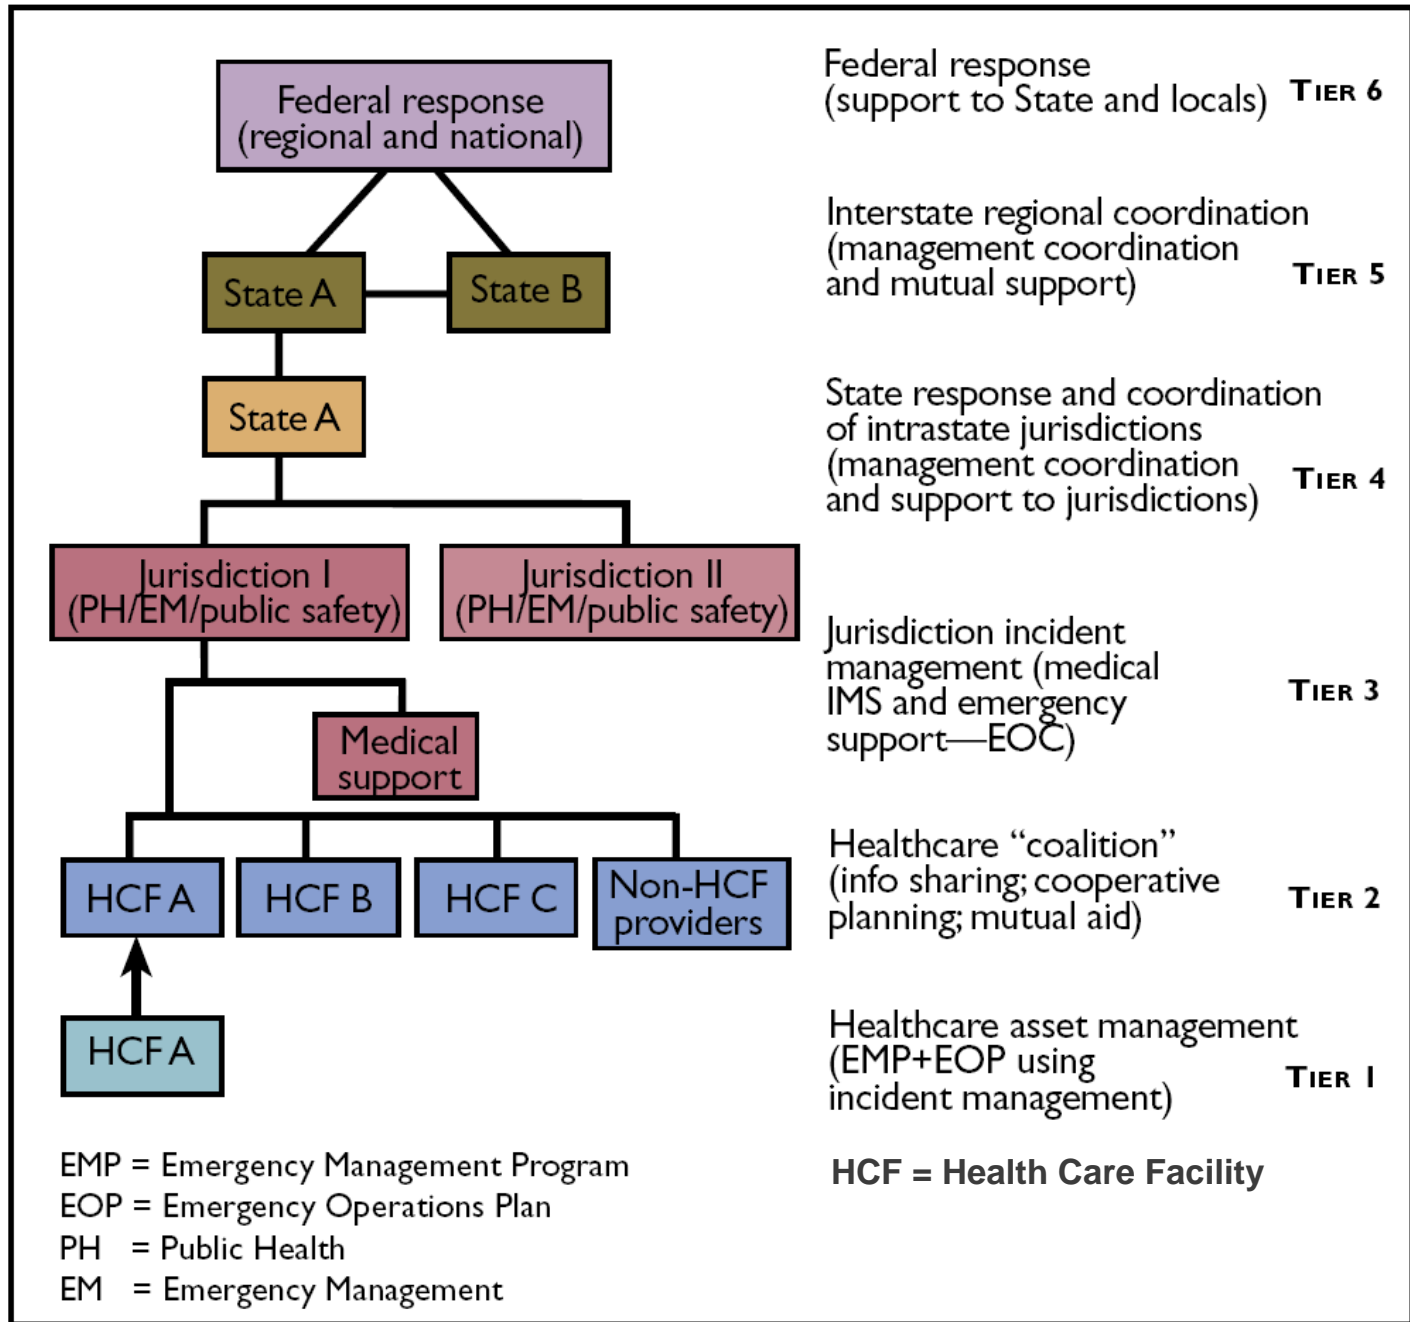 Federal response
(regional and national)
Federal response
(support to State and locals)
TIER 6
State A
State B
Interstate regional coordination
(management coordination
and mutual support)
TIER 5
State A
State response and coordination
of intrastate jurisdictions
(management coordination
and support to jurisdictions)
TIER 4
Jurisdiction I
(PH/EM/public safety)
Jurisdiction II
(PH/EM/public safety)
Medical
support
Jurisdiction incident
management (medical
IMS and emergency
support—EOC)
TIER 3
HCF A
HCF B
HCF C
Non-HCF
providers
Healthcare “coalition”
(info sharing; cooperative
planning; mutual aid)
TIER 2
HCF A
Healthcare asset management
(EMP+EOP using
incident management)
TIER 1
EMP = Emergency Management Program
EOP = Emergency Operations Plan
PH = Public Health
EM = Emergency Management
HCF = Health Care Facility